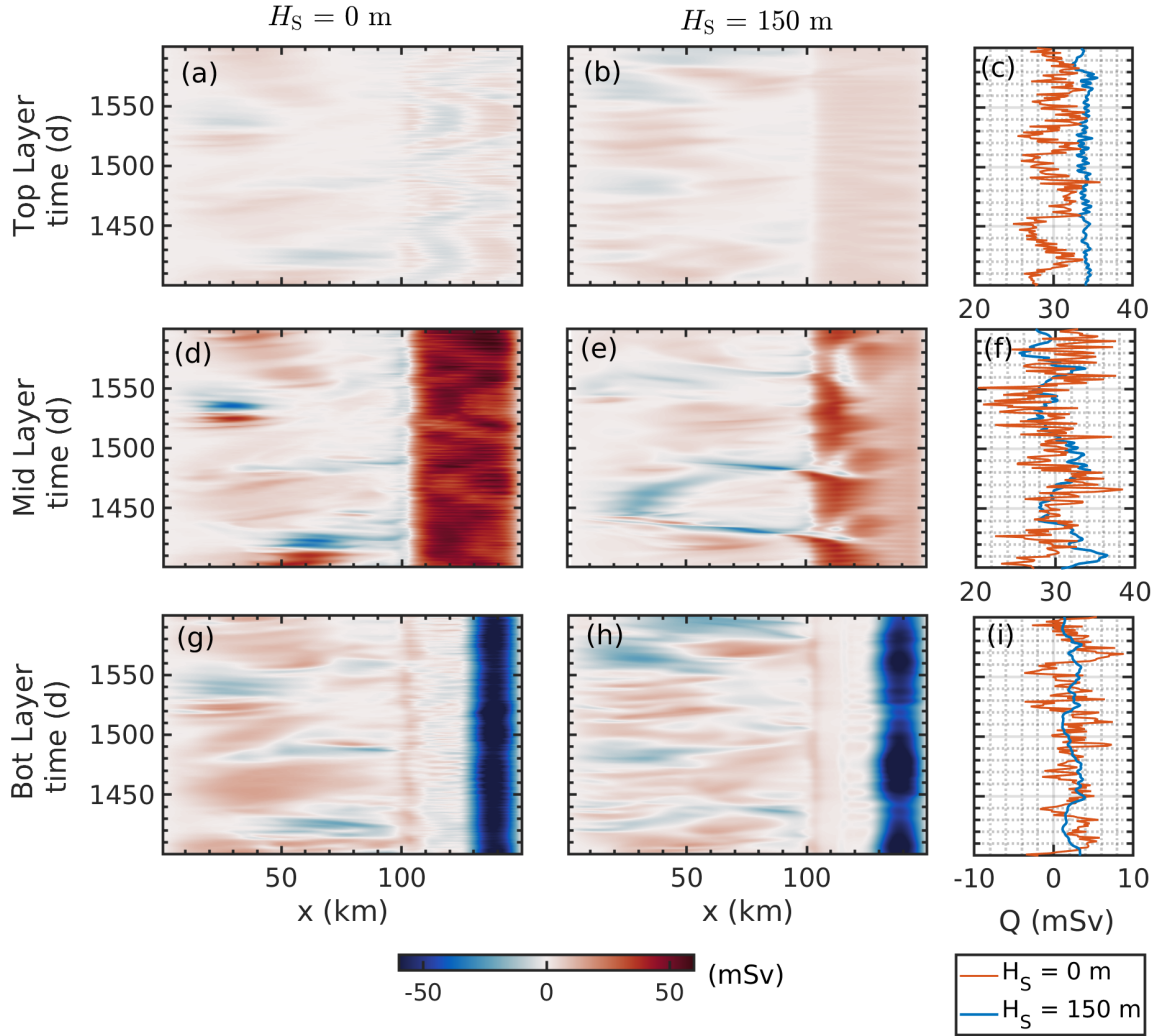 H_S = 0 m
H_S = 150 m
(a)
(b)
(c)
Top Layer
time (d)
1550
1500
1450
20 30 40
(d)
(e)
(f)
Mid Layer
time (d)
1550
1500
1450
20 30 40
(g)
(h)
(i)
Bot Layer
time (d)
1550
1500
1450
50 100
50 100
-10 0 10
x (km)
x (km)
Q (mSv)
-50 0 50
(mSv)
H_S = 0 m
H_S = 150 m